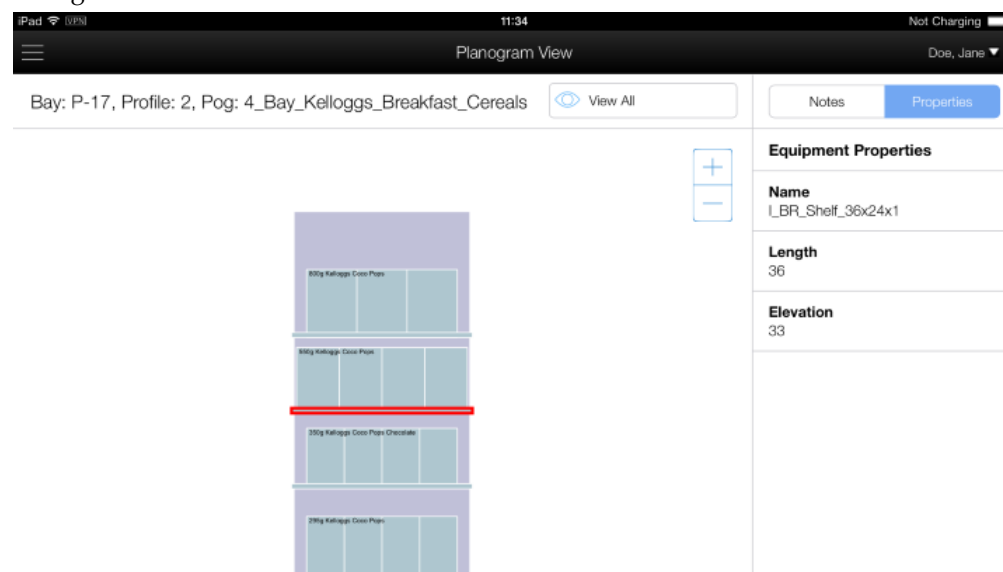 iPad VPN 11:34 Not Charging
Planogram View Doe, Jane
Bay: P-17, Profile: 2, Pog: 4_Bay_Kelloggs_Breakfast_Cereals View All Notes Properties
Equipment Properties
Name
I_BR_Shelf_36x24x1
Length
36
Elevation
33
800g Kelloggs Coco Pops
550g Kelloggs Coco Pops
350g Kelloggs Coco Pops Chocolate
295g Kelloggs Coco Pops